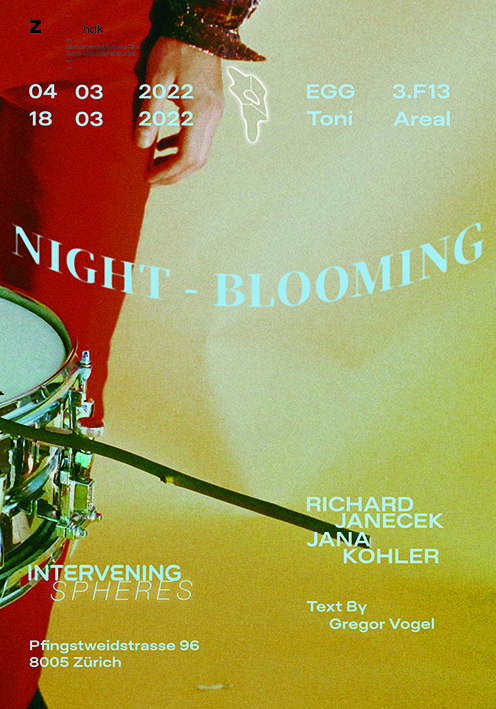 Z
hdk
04 03 2022 EGG 3.F13
18 03 2022 Toni Areal
NIGHT - BLOOMING
RICHARD
JANECEK
JANA
KOHLER
INTERVENING
SPHERES
Text By
Gregor Vogel
Pfingstweidstrasse 96
8005 Zürich